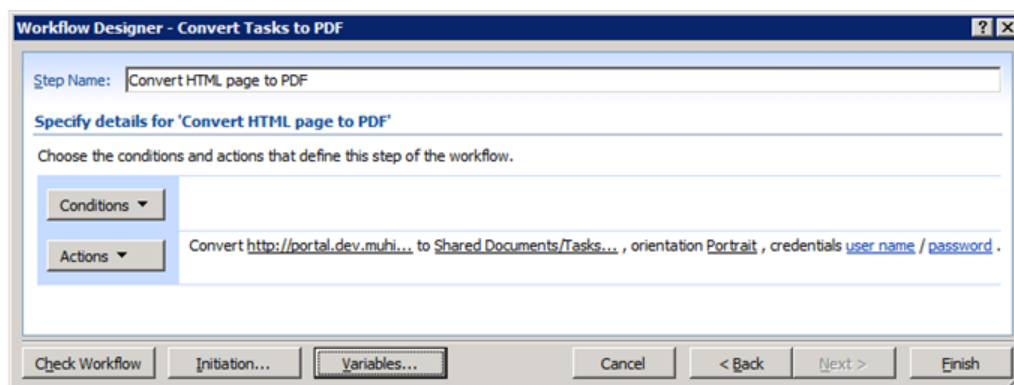 Workflow Designer - Convert Tasks to PDF
Step Name: Convert HTML page to PDF
Specify details for 'Convert HTML page to PDF'
Choose the conditions and actions that define this step of the workflow.
Conditions
Actions Convert http://portal.dev.muhi... to Shared Documents/Tasks... , orientation Portrait , credentials user name / password .
Check Workflow Initiation... Variables... Cancel < Back Next > Finish